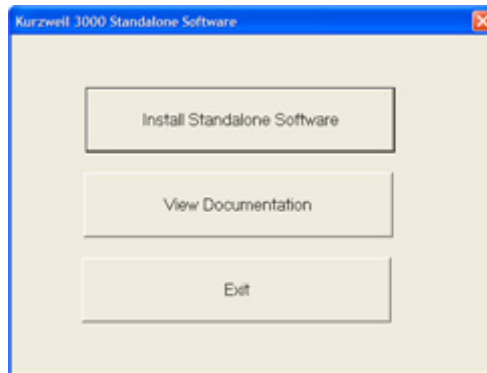 Kurzweil 3000 Standalone Software
Install Standalone Software
View Documentation
Exit